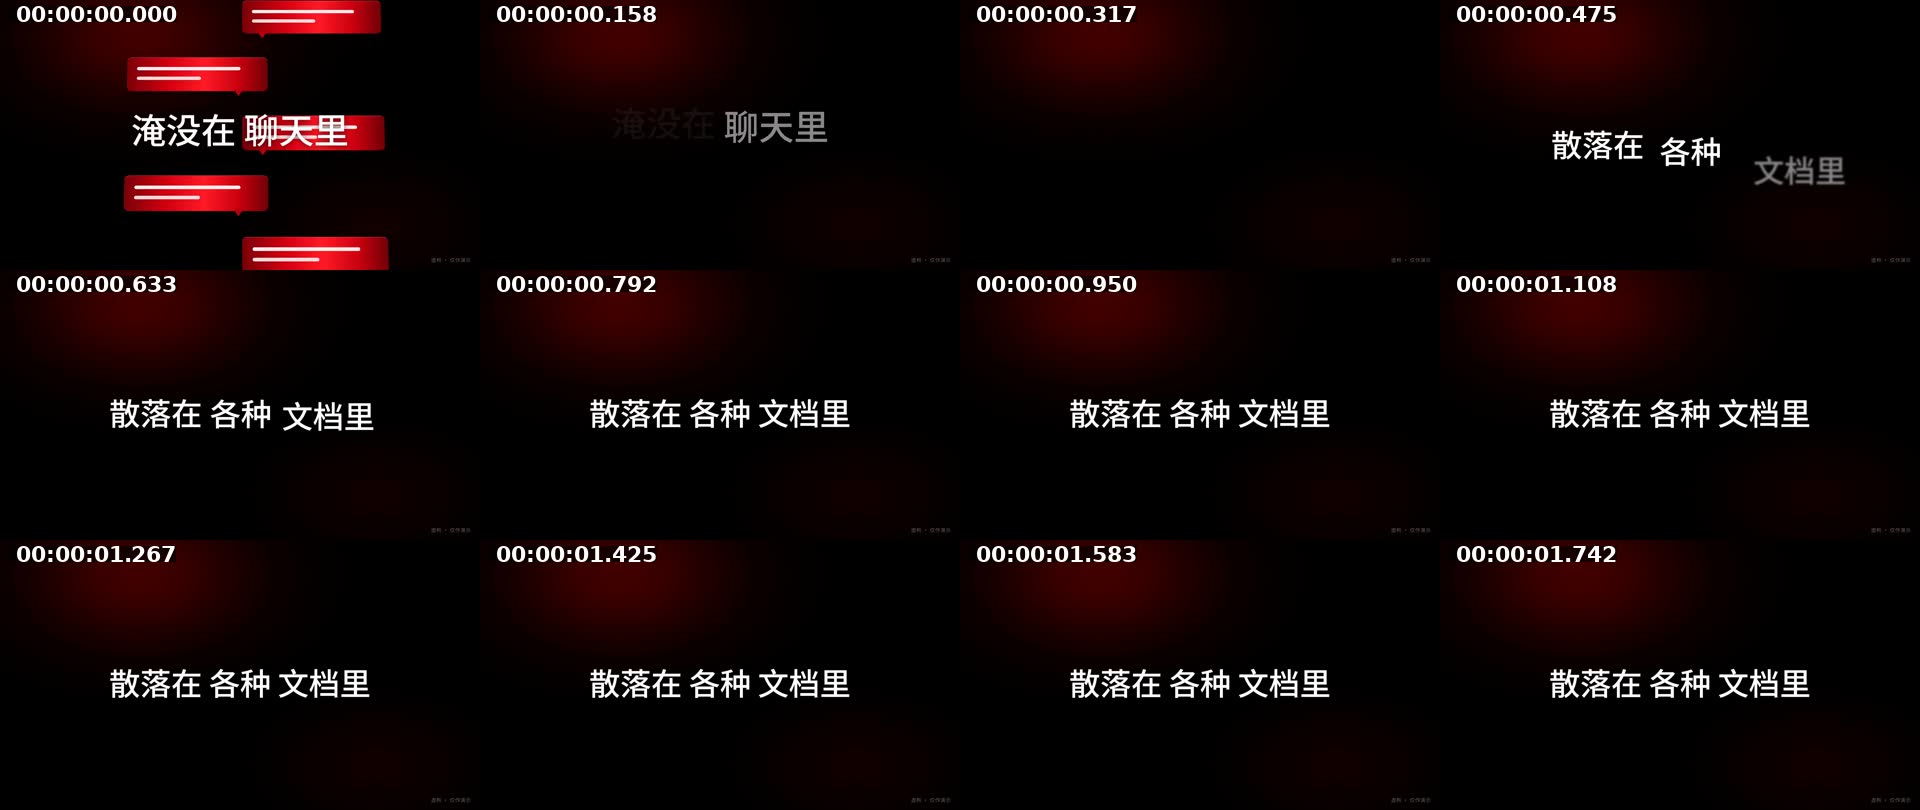 00:00:00.000
00:00:00.158
00:00:00.317
00:00:00.475
淹没在 聊天里
淹没在 聊天里
散落在 各种 文档里
00:00:00.633
00:00:00.792
00:00:00.950
00:00:01.108
散落在 各种 文档里
散落在 各种 文档里
散落在 各种 文档里
散落在 各种 文档里
00:00:01.267
00:00:01.425
00:00:01.583
00:00:01.742
散落在 各种 文档里
散落在 各种 文档里
散落在 各种 文档里
散落在 各种 文档里